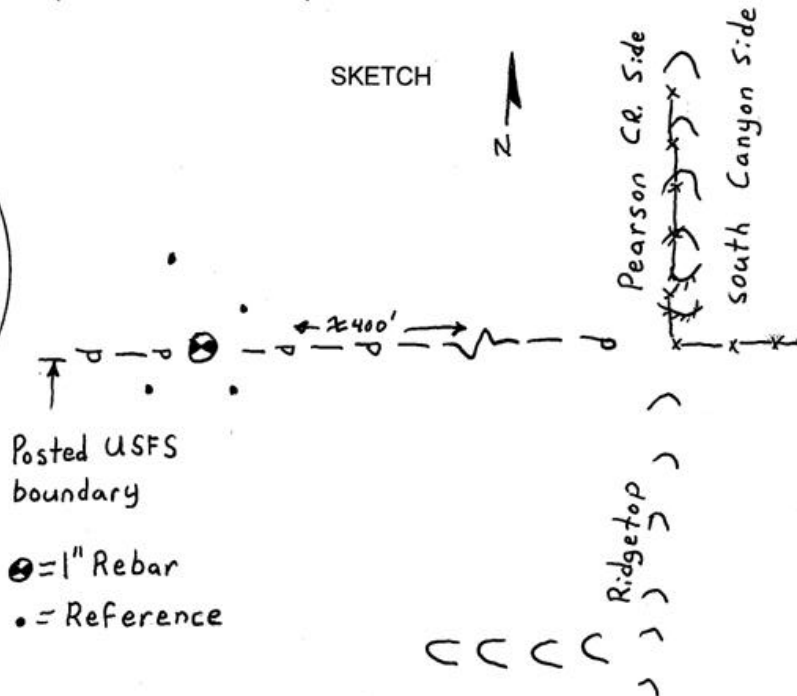 SKETCH
N
Pearson CR. Side
South Canyon Side
≈400'
Posted USFS
boundary
= 1" Rebar
• = Reference
Ridgetop